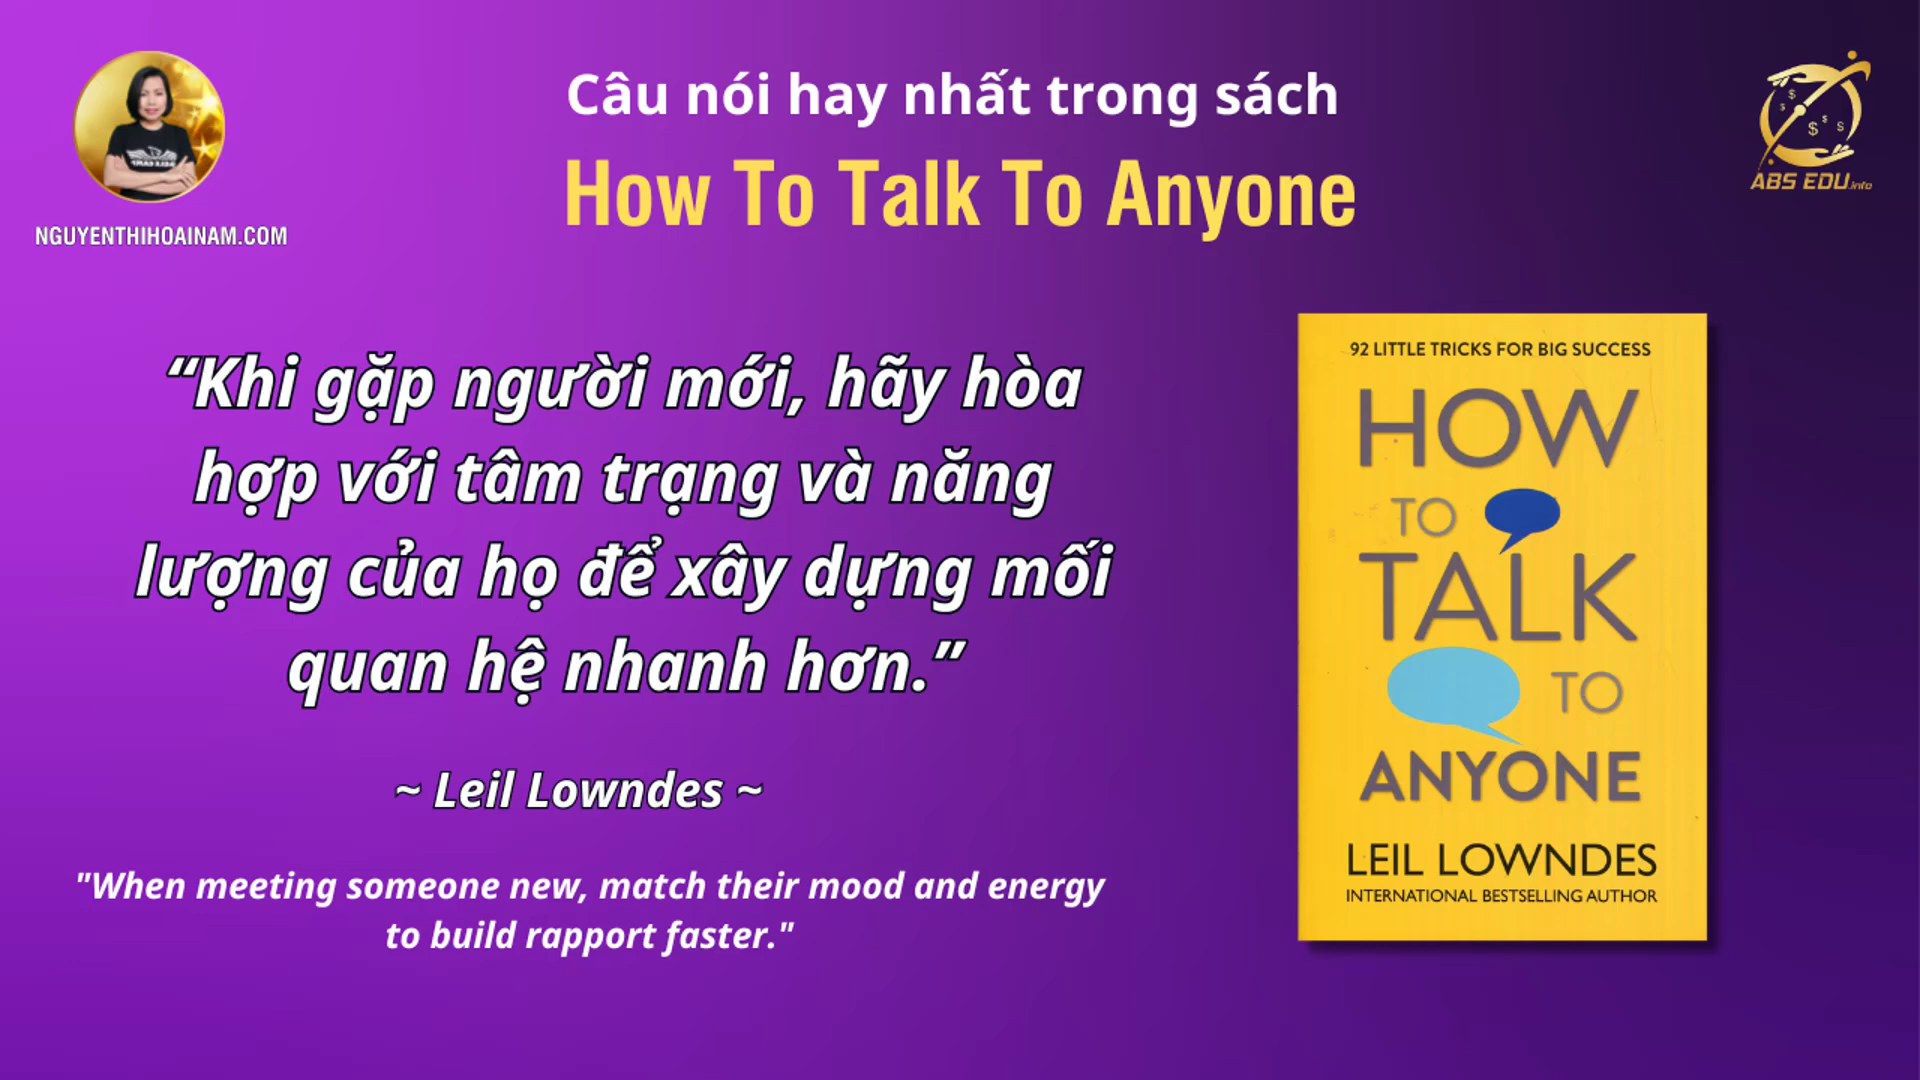 Câu nói hay nhất trong sách
How To Talk To Anyone
NGUYENTHIHOAINAM.COM
ABS EDU.info
“Khi gặp người mới, hãy hòa
hợp với tâm trạng và năng
lượng của họ để xây dựng mối
quan hệ nhanh hơn.”
~ Leil Lowndes ~
"When meeting someone new, match their mood and energy
to build rapport faster."
92 LITTLE TRICKS FOR BIG SUCCESS
HOW
TO
TALK
TO
ANYONE
LEIL LOWNDES
INTERNATIONAL BESTSELLING AUTHOR